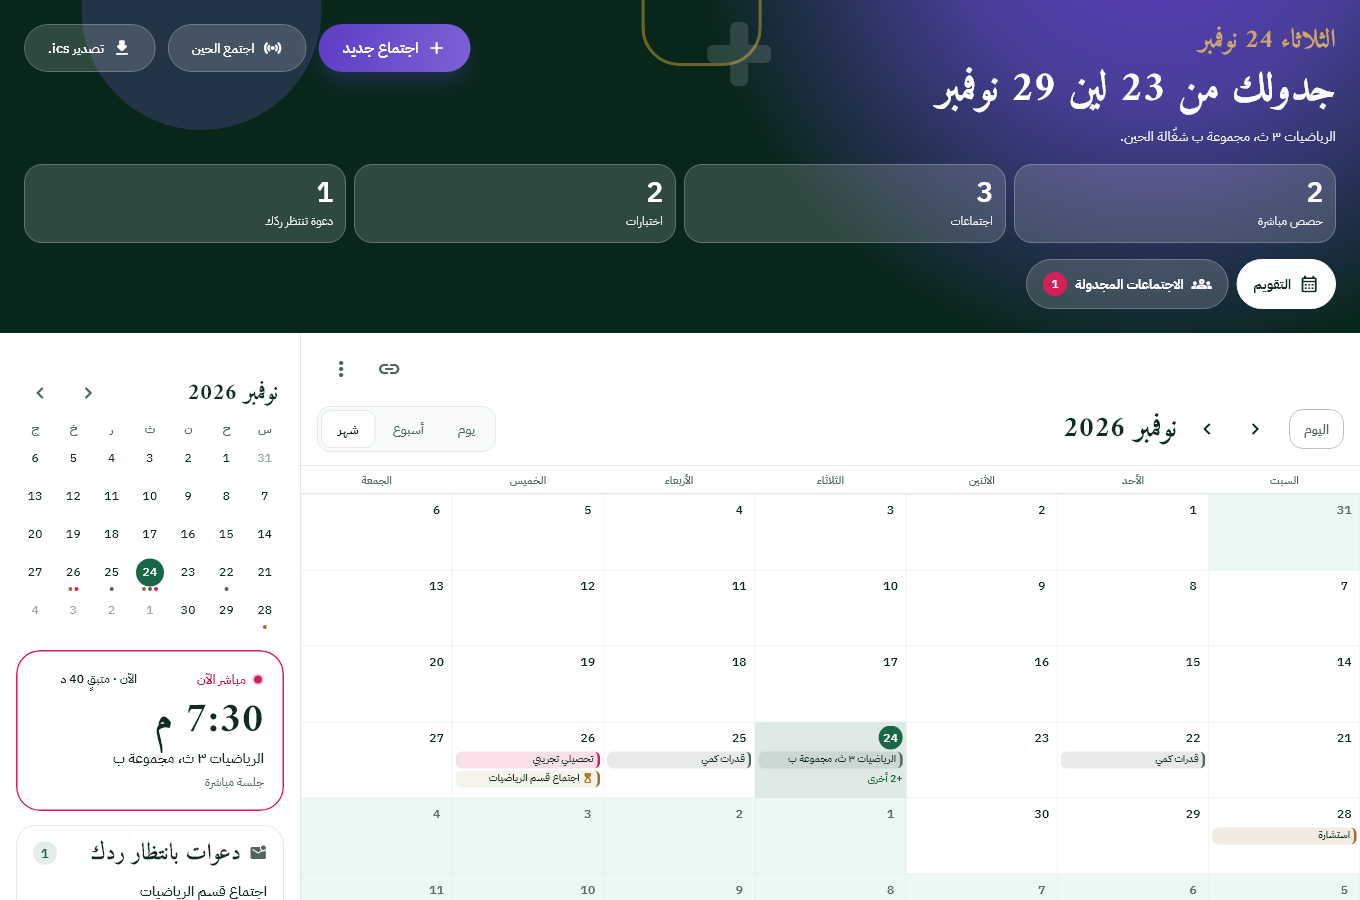 الثلاثاء 24 نوفمبر
جدولك من 23 لين 29 نوفمبر
الرياضيات ٣ ث، مجموعة ب شغّالة الحين.
اجتماع جديد
اجتمع الحين
تصدير .ics
2
حصص مباشرة
3
اجتماعات
2
اختبارات
1
دعوة تنتظر ردّك
التقويم
الاجتماعات المجدولة 1
اليوم
نوفمبر 2026
يوم أسبوع شهر
السبت الأحد الاثنين الثلاثاء الأربعاء الخميس الجمعة
31 1 2 3 4 5 6
7 8 9 10 11 12 13
14 15 16 17 18 19 20
21 22 23 24 25 26 27
قدرات كمي
الرياضيات ٣ ث، مجموعة ب
+2 أخرى
قدرات كمي
تحصيلي تجريبي
اجتماع قسم الرياضيات
28 29 30 1 2 3 4
استشارة
5 6 7 8 9 10 11
نوفمبر 2026
س ح ن ث ر خ ج
31 1 2 3 4 5 6
7 8 9 10 11 12 13
14 15 16 17 18 19 20
21 22 23 24 25 26 27
28 29 30 1 2 3 4
مباشر الآن
الآن · متبقٍ 40 د
7:30 م
الرياضيات ٣ ث، مجموعة ب
جلسة مباشرة
دعوات بانتظار ردك 1
اجتماع قسم الرياضيات